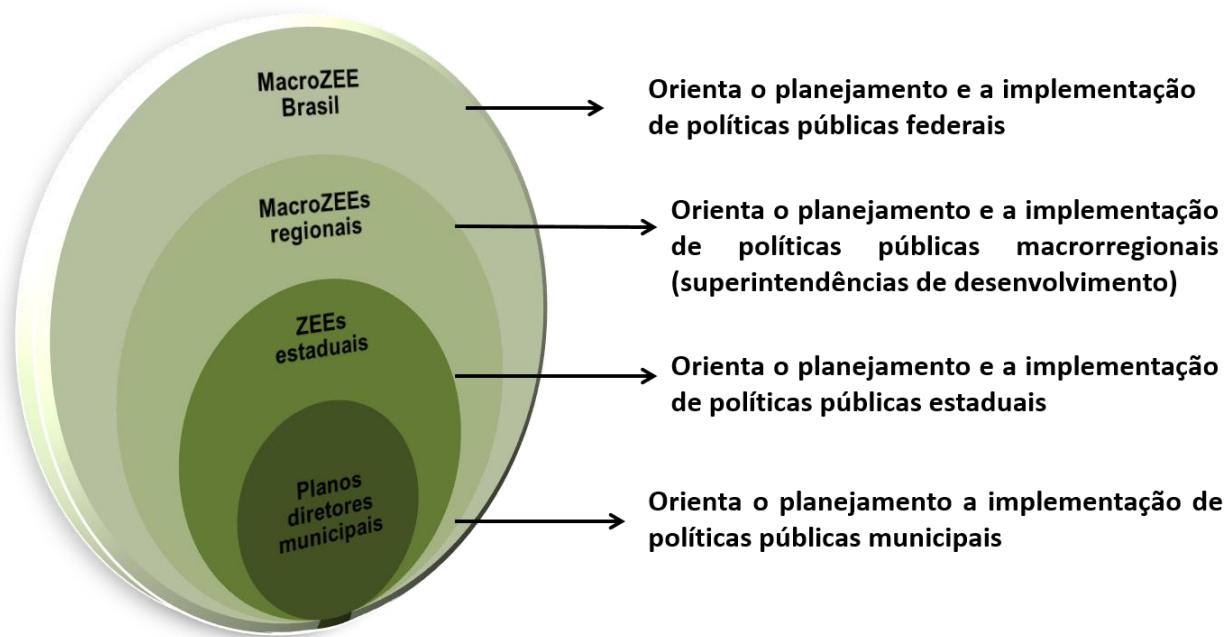 MacroZEE
Brasil
Orienta o planejamento e a implementação
de políticas públicas federais
MacroZEEs
regionais
Orienta o planejamento e a implementação
de políticas públicas macrorregionais
(superintendências de desenvolvimento)
ZEEs
estaduais
Orienta o planejamento e a implementação
de políticas públicas estaduais
Planos
diretores
municipais
Orienta o planejamento a implementação de
políticas públicas municipais